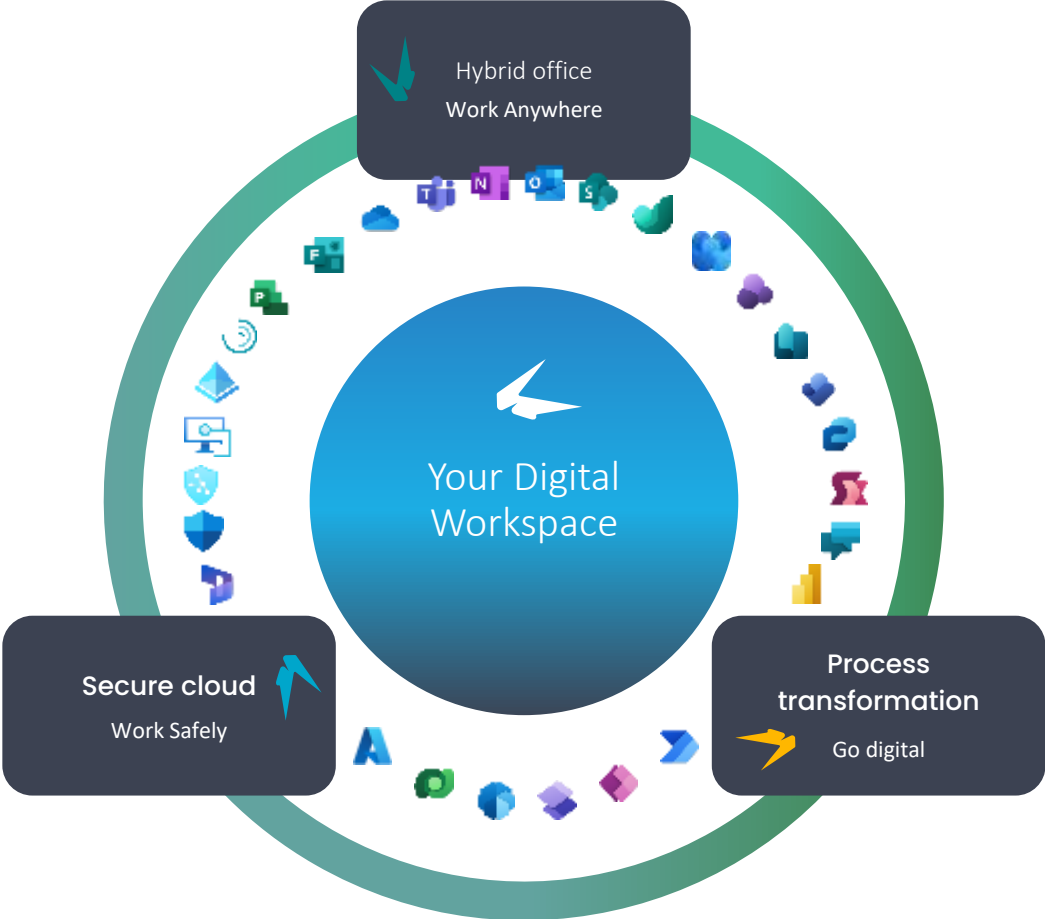 Hybrid office
Work Anywhere
T
N
O
S
F
P
Your Digital
Workspace
Secure cloud
Work Safely
Process
transformation
Go digital